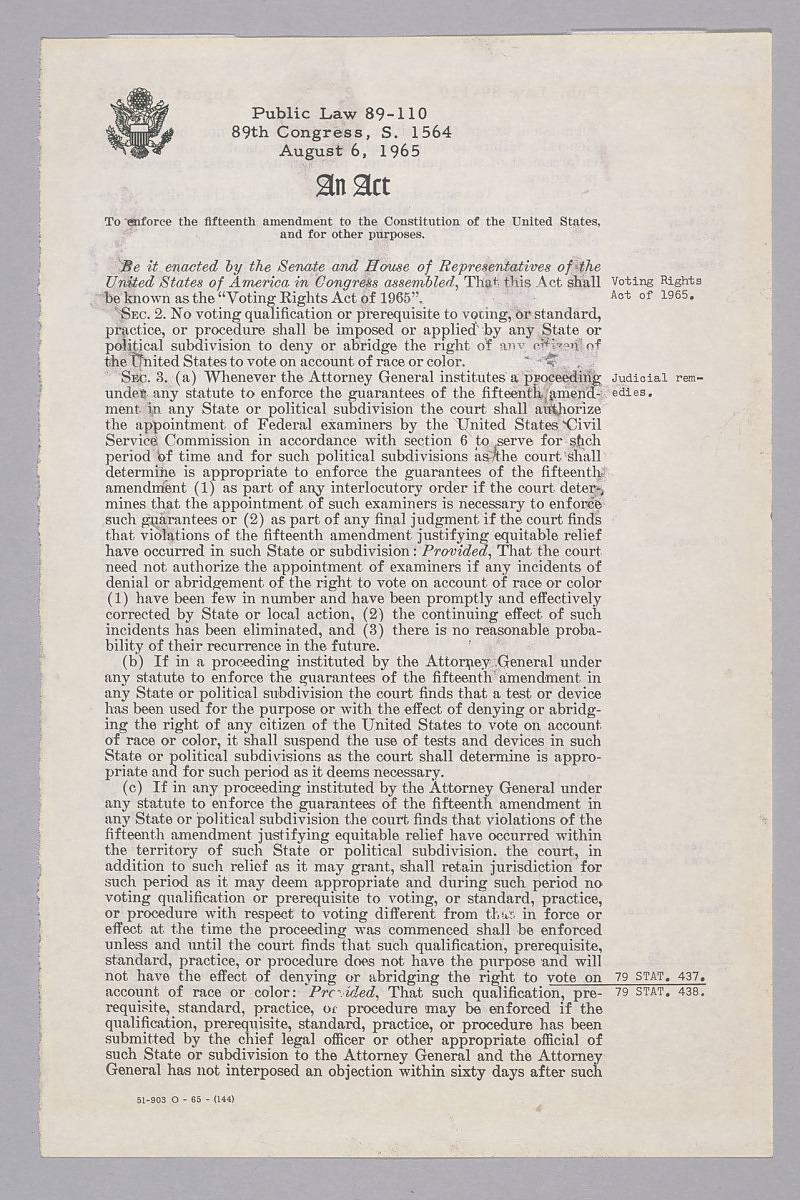 Public Law 89-110
89th Congress, S. 1564
August 6, 1965
An Act
To enforce the fifteenth amendment to the Constitution of the United States,
and for other purposes.
Be it enacted by the Senate and House of Representatives of the
United States of America in Congress assembled, That this Act shall
be known as the “Voting Rights Act of 1965”.
Voting Rights
Act of 1965.
SEC. 2. No voting qualification or prerequisite to voting, or standard,
practice, or procedure shall be imposed or applied by any State or
political subdivision to deny or abridge the right of any citizen of
the United States to vote on account of race or color.
SEC. 3. (a) Whenever the Attorney General institutes a proceeding
under any statute to enforce the guarantees of the fifteenth amend-
Judicial rem-
edies.
ment in any State or political subdivision the court shall authorize
the appointment of Federal examiners by the United States Civil
Service Commission in accordance with section 6 to serve for such
period of time and for such political subdivisions as the court shall
determine is appropriate to enforce the guarantees of the fifteenth
amendment (1) as part of any interlocutory order if the court deter-
mines that the appointment of such examiners is necessary to enforce
such guarantees or (2) as part of any final judgment if the court finds
that violations of the fifteenth amendment justifying equitable relief
have occurred in such State or subdivision: Provided, That the court
need not authorize the appointment of examiners if any incidents of
denial or abridgement of the right to vote on account of race or color
(1) have been few in number and have been promptly and effectively
corrected by State or local action, (2) the continuing effect of such
incidents has been eliminated, and (3) there is no reasonable proba-
bility of their recurrence in the future.
(b) If in a proceeding instituted by the Attorney General under
any statute to enforce the guarantees of the fifteenth amendment in
any State or political subdivision the court finds that a test or device
has been used for the purpose or with the effect of denying or abridg-
ing the right of any citizen of the United States to vote on account
of race or color, it shall suspend the use of tests and devices in such
State or political subdivisions as the court shall determine is appro-
priate and for such period as it deems necessary.
(c) If in any proceeding instituted by the Attorney General under
any statute to enforce the guarantees of the fifteenth amendment in
any State or political subdivision the court finds that violations of the
fifteenth amendment justifying equitable relief have occurred within
the territory of such State or political subdivision. the court, in
addition to such relief as it may grant, shall retain jurisdiction for
such period as it may deem appropriate and during such period no
voting qualification or prerequisite to voting, or standard, practice,
or procedure with respect to voting different from that in force or
effect at the time the proceeding was commenced shall be enforced
unless and until the court finds that such qualification, prerequisite,
standard, practice, or procedure does not have the purpose and will
not have the effect of denying or abridging the right to vote on
79 STAT. 437.
account of race or color: Provided, That such qualification, pre-
79 STAT. 438.
requisite, standard, practice, or procedure may be enforced if the
qualification, prerequisite, standard, practice, or procedure has been
submitted by the chief legal officer or other appropriate official of
such State or subdivision to the Attorney General and the Attorney
General has not interposed an objection within sixty days after such
51-903 O - 65 - (144)